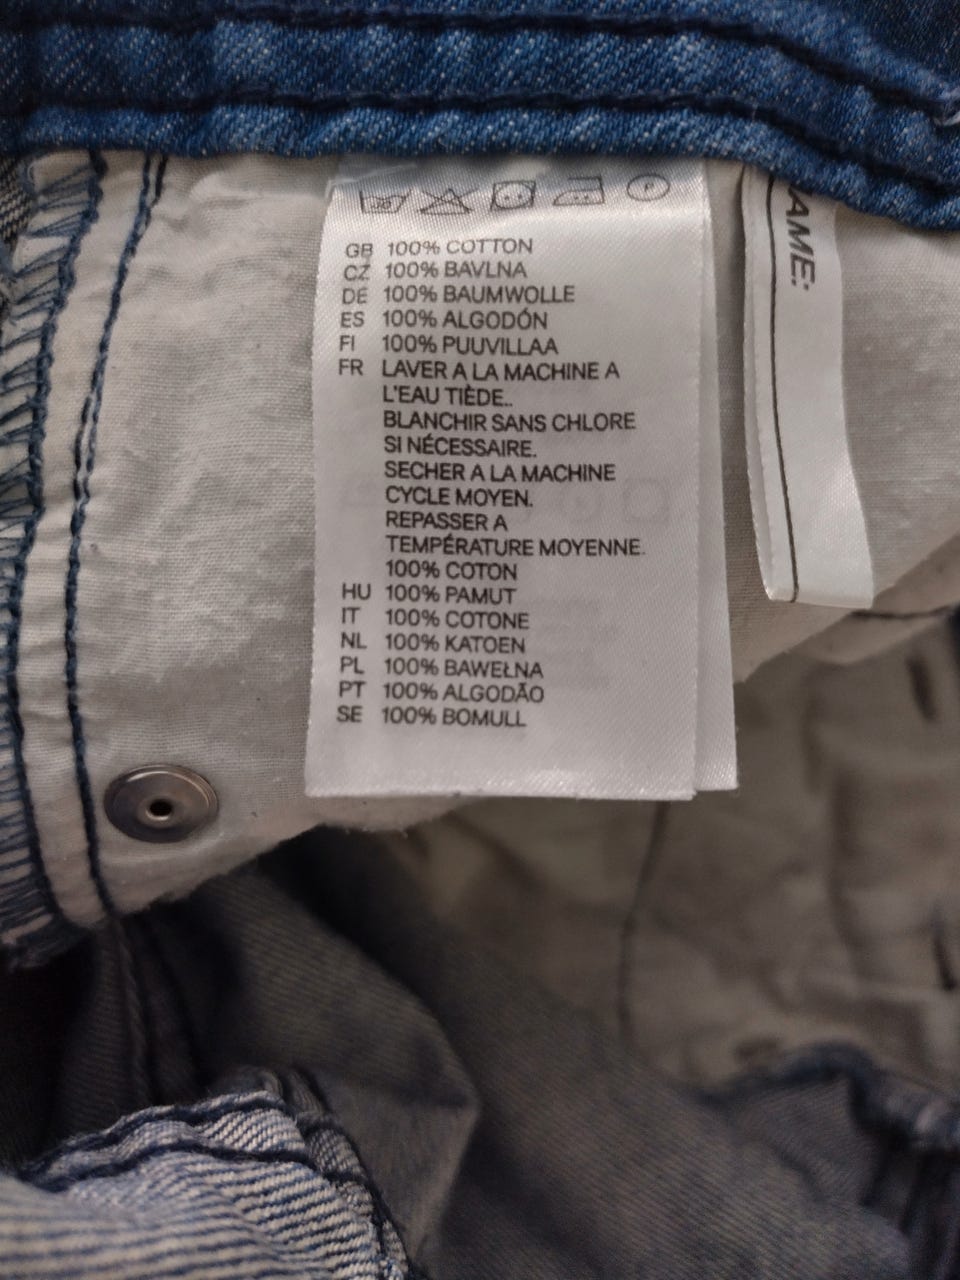 30 P
GB 100% COTTON
CZ 100% BAVLNA
DE 100% BAUMWOLLE
ES 100% ALGODÓN
FI 100% PUUVILLAA
FR LAVER A LA MACHINE A
L'EAU TIÈDE..
BLANCHIR SANS CHLORE
SI NÉCESSAIRE.
SECHER A LA MACHINE
CYCLE MOYEN.
REPASSER A
TEMPÉRATURE MOYENNE.
100% COTON
HU 100% PAMUT
IT 100% COTONE
NL 100% KATOEN
PL 100% BAWEŁNA
PT 100% ALGODÃO
SE 100% BOMULL
AME: